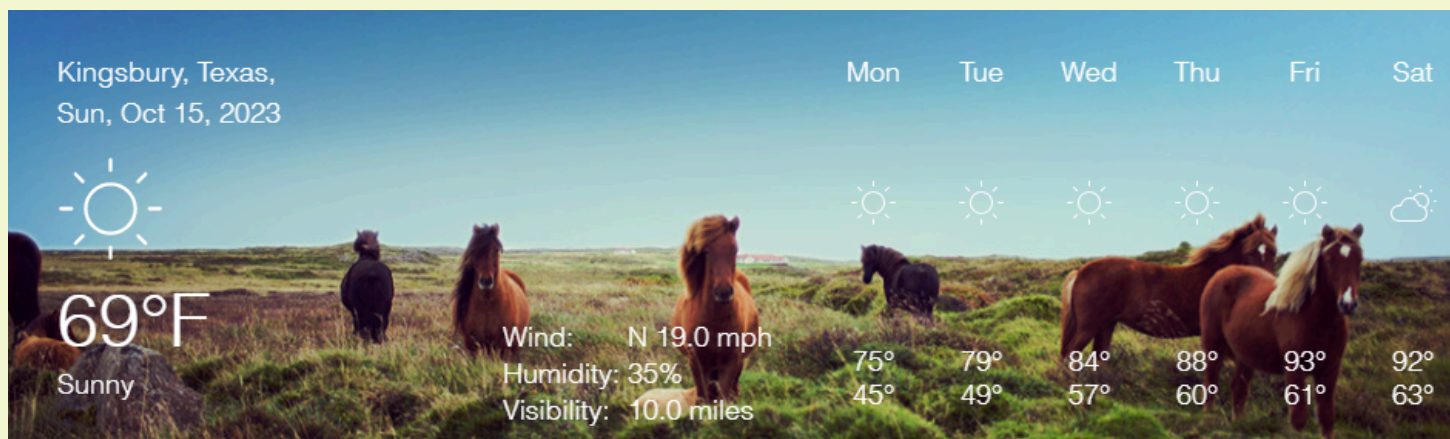 Kingsbury, Texas,
Sun, Oct 15, 2023
69°F
Sunny
Wind: N 19.0 mph
Humidity: 35%
Visibility: 10.0 miles
Mon Tue Wed Thu Fri Sat
75° 79° 84° 88° 93° 92°
45° 49° 57° 60° 61° 63°